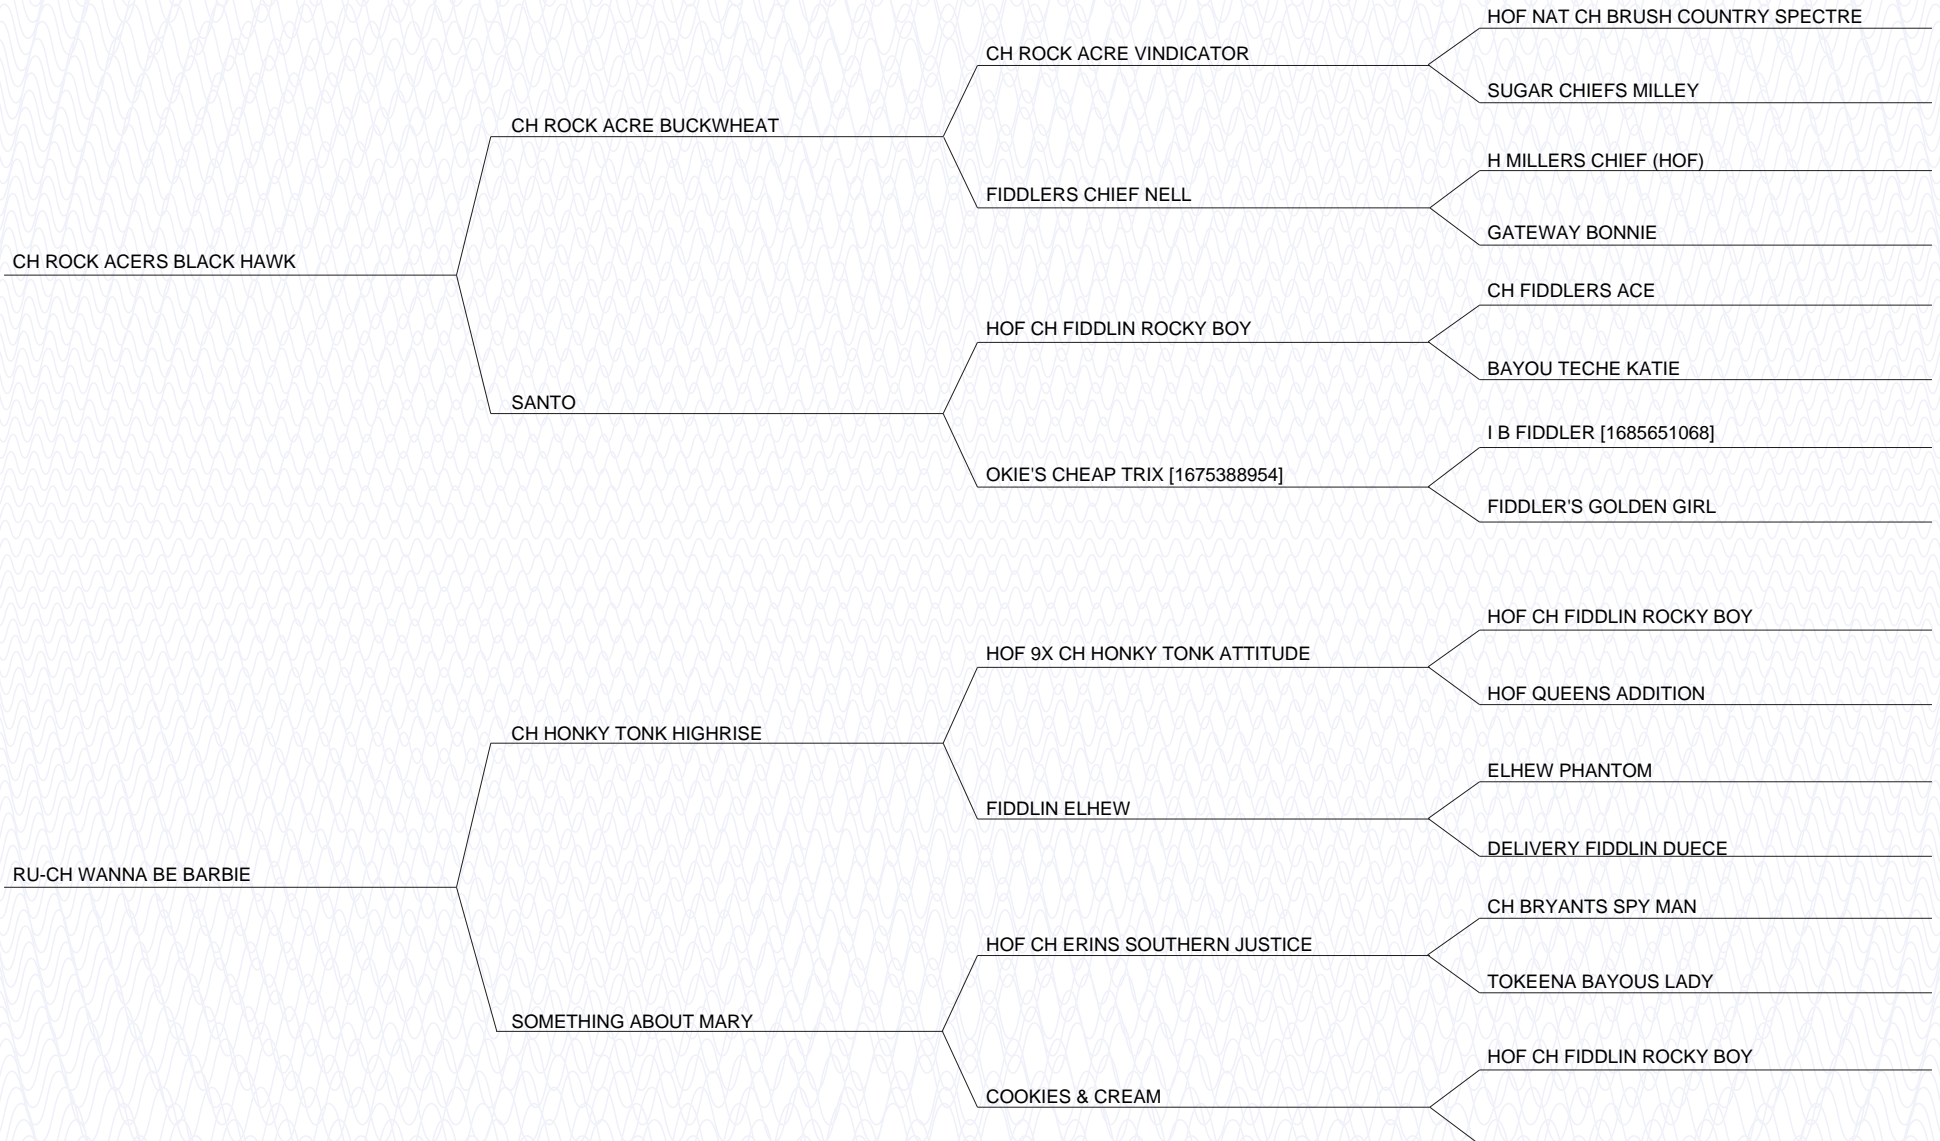 HOF NAT CH BRUSH COUNTRY SPECTRE
CH ROCK ACRE VINDICATOR
SUGAR CHIEFS MILLEY
CH ROCK ACRE BUCKWHEAT
H MILLERS CHIEF (HOF)
FIDDLERS CHIEF NELL
GATEWAY BONNIE
CH ROCK ACERS BLACK HAWK
CH FIDDLERS ACE
HOF CH FIDDLIN ROCKY BOY
BAYOU TECHE KATIE
SANTO
I B FIDDLER [1685651068]
OKIE'S CHEAP TRIX [1675388954]
FIDDLER'S GOLDEN GIRL
HOF CH FIDDLIN ROCKY BOY
HOF 9X CH HONKY TONK ATTITUDE
HOF QUEENS ADDITION
CH HONKY TONK HIGHRISE
ELHEW PHANTOM
FIDDLIN ELHEW
DELIVERY FIDDLIN DUECE
RU-CH WANNA BE BARBIE
CH BRYANTS SPY MAN
HOF CH ERINS SOUTHERN JUSTICE
TOKEENA BAYOUS LADY
SOMETHING ABOUT MARY
HOF CH FIDDLIN ROCKY BOY
COOKIES & CREAM